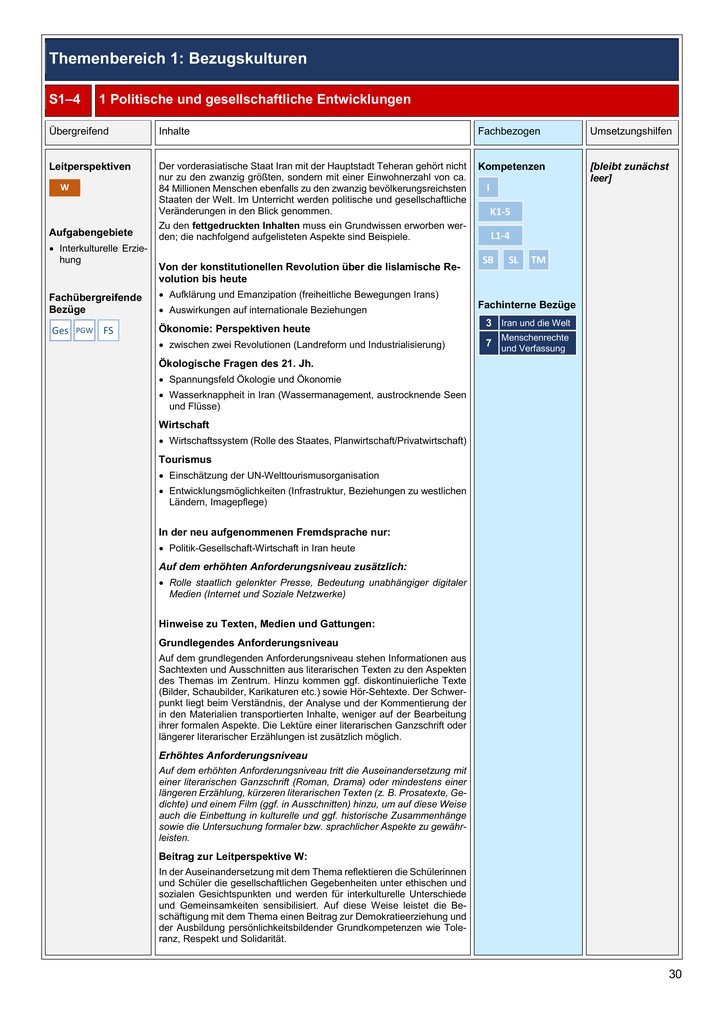 Themenbereich 1: Bezugskulturen
S1–4 1 Politische und gesellschaftliche Entwicklungen
Übergreifend
Inhalte
Fachbezogen
Umsetzungshilfen
Leitperspektiven
W
Aufgabengebiete
• Interkulturelle Erzie-
hung
Fachübergreifende
Bezüge
Ges PGW FS
Der vorderasiatische Staat Iran mit der Hauptstadt Teheran gehört nicht
nur zu den zwanzig größten, sondern mit einer Einwohnerzahl von ca.
84 Millionen Menschen ebenfalls zu den zwanzig bevölkerungsreichsten
Staaten der Welt. Im Unterricht werden politische und gesellschaftliche
Veränderungen in den Blick genommen.
Zu den fettgedruckten Inhalten muss ein Grundwissen erworben wer-
den; die nachfolgend aufgelisteten Aspekte sind Beispiele.
Von der konstitutionellen Revolution über die Iislamische Re-
volution bis heute
• Aufklärung und Emanzipation (freiheitliche Bewegungen Irans)
• Auswirkungen auf internationale Beziehungen
Ökonomie: Perspektiven heute
• zwischen zwei Revolutionen (Landreform und Industrialisierung)
Ökologische Fragen des 21. Jh.
• Spannungsfeld Ökologie und Ökonomie
• Wasserknappheit in Iran (Wassermanagement, austrocknende Seen
und Flüsse)
Wirtschaft
• Wirtschaftssystem (Rolle des Staates, Planwirtschaft/Privatwirtschaft)
Tourismus
• Einschätzung der UN-Welttourismusorganisation
• Entwicklungsmöglichkeiten (Infrastruktur, Beziehungen zu westlichen
Ländern, Imagepflege)
In der neu aufgenommenen Fremdsprache nur:
• Politik-Gesellschaft-Wirtschaft in Iran heute
Auf dem erhöhten Anforderungsniveau zusätzlich:
• Rolle staatlich gelenkter Presse, Bedeutung unabhängiger digitaler
Medien (Internet und Soziale Netzwerke)
Hinweise zu Texten, Medien und Gattungen:
Grundlegendes Anforderungsniveau
Auf dem grundlegenden Anforderungsniveau stehen Informationen aus
Sachtexten und Ausschnitten aus literarischen Texten zu den Aspekten
des Themas im Zentrum. Hinzu kommen ggf. diskontinuierliche Texte
(Bilder, Schaubilder, Karikaturen etc.) sowie Hör-Sehtexte. Der Schwer-
punkt liegt beim Verständnis, der Analyse und der Kommentierung der
in den Materialien transportierten Inhalte, weniger auf der Bearbeitung
ihrer formalen Aspekte. Die Lektüre einer literarischen Ganzschrift oder
längerer literarischer Erzählungen ist zusätzlich möglich.
Erhöhtes Anforderungsniveau
Auf dem erhöhten Anforderungsniveau tritt die Auseinandersetzung mit
einer literarischen Ganzschrift (Roman, Drama) oder mindestens einer
längeren Erzählung, kürzeren literarischen Texten (z. B. Prosatexte, Ge-
dichte) und einem Film (ggf. in Ausschnitten) hinzu, um auf diese Weise
auch die Einbettung in kulturelle und ggf. historische Zusammenhänge
sowie die Untersuchung formaler bzw. sprachlicher Aspekte zu gewähr-
leisten.
Beitrag zur Leitperspektive W:
In der Auseinandersetzung mit dem Thema reflektieren die Schülerinnen
und Schüler die gesellschaftlichen Gegebenheiten unter ethischen und
sozialen Gesichtspunkten und werden für interkulturelle Unterschiede
und Gemeinsamkeiten sensibilisiert. Auf diese Weise leistet die Be-
schäftigung mit dem Thema einen Beitrag zur Demokratieerziehung und
der Ausbildung persönlichkeitsbildender Grundkompetenzen wie Tole-
ranz, Respekt und Solidarität.
Kompetenzen
I
K1-5
L1-4
SB SL TM
Fachinterne Bezüge
3 Iran und die Welt
7 Menschenrechte
und Verfassung
[bleibt zunächst
leer]
30